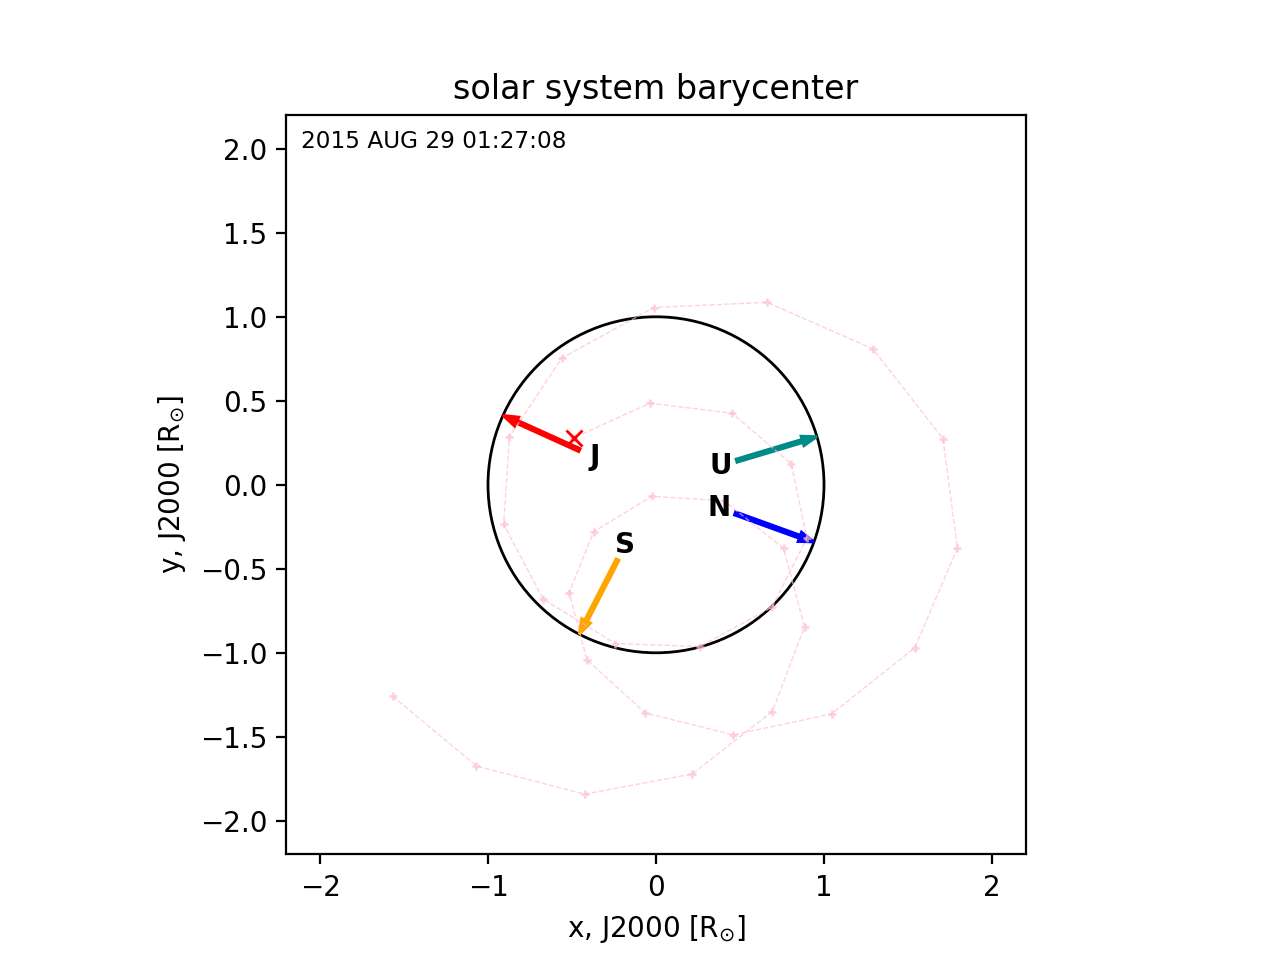 solar system barycenter
2015 AUG 29 01:27:08
2.0
1.5
1.0
0.5
0.0
−0.5
−1.0
−1.5
−2.0
y, J2000 [R☉]
J
U
N
S
−2
−1
0
1
2
x, J2000 [R☉]